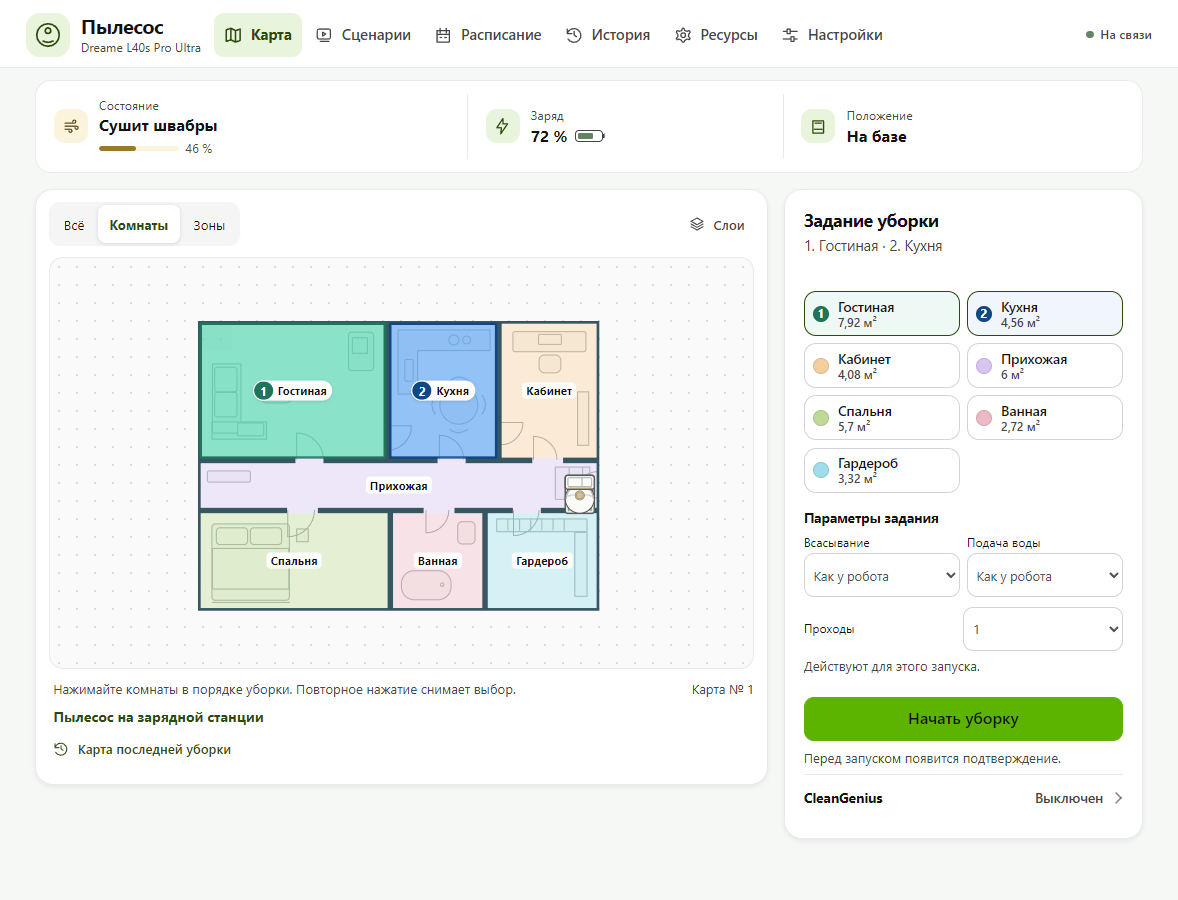 Пылесос
Dreame L40s Pro Ultra
Карта
Сценарии
Расписание
История
Ресурсы
Настройки
На связи
Состояние
Сушит швабры
46 %
Заряд
72 %
Положение
На базе
Всё
Комнаты
Зоны
Слои
1 Гостиная
2 Кухня
Кабинет
Прихожая
Спальня
Ванная
Гардероб
Нажимайте комнаты в порядке уборки. Повторное нажатие снимает выбор.
Карта № 1
Пылесос на зарядной станции
Карта последней уборки
Задание уборки
1. Гостиная · 2. Кухня
1 Гостиная
7,92 м²
2 Кухня
4,56 м²
Кабинет
4,08 м²
Прихожая
6 м²
Спальня
5,7 м²
Ванная
2,72 м²
Гардероб
3,32 м²
Параметры задания
Всасывание
Подача воды
Как у робота
Как у робота
Проходы
1
Действуют для этого запуска.
Начать уборку
Перед запуском появится подтверждение.
CleanGenius
Выключен